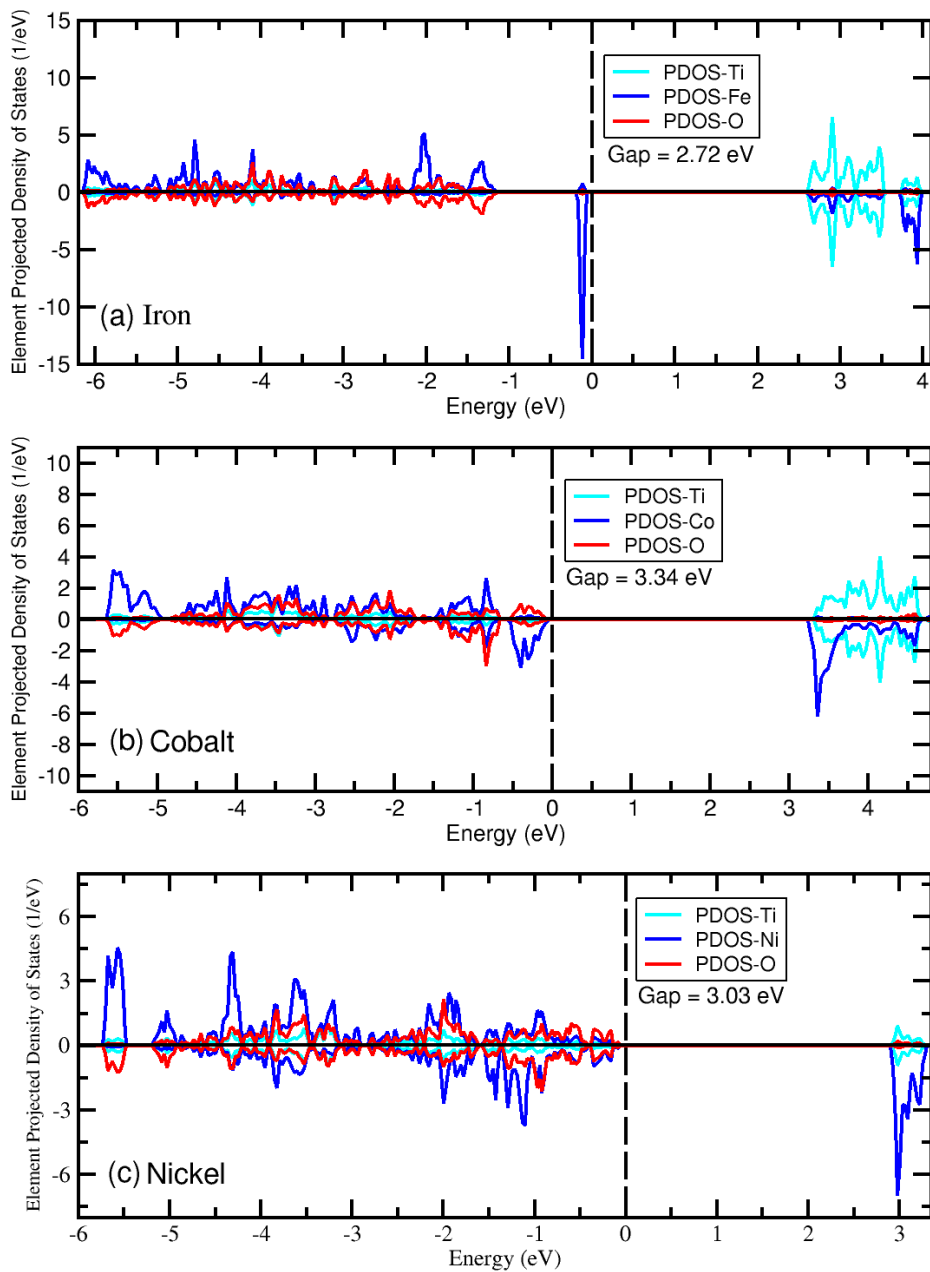 Element Projected Density of States (1/eV)
15
10
5
0
-5
-10
-15
PDOS-Ti
PDOS-Fe
PDOS-O
Gap = 2.72 eV
(a) Iron
-6 -5 -4 -3 -2 -1 0 1 2 3 4
Energy (eV)
Element Projected Density of States (1/eV)
10
8
6
4
2
0
-2
-4
-6
-8
-10
PDOS-Ti
PDOS-Co
PDOS-O
Gap = 3.34 eV
(b) Cobalt
-6 -5 -4 -3 -2 -1 0 1 2 3 4
Energy (eV)
Element Projected Density of States (1/eV)
6
3
0
-3
-6
PDOS-Ti
PDOS-Ni
PDOS-O
Gap = 3.03 eV
(c) Nickel
-6 -5 -4 -3 -2 -1 0 1 2 3
Energy (eV)